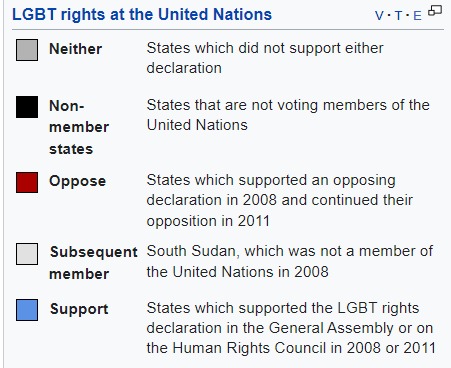 LGBT rights at the United Nations V · T · E
Neither States which did not support either
declaration
Non- States that are not voting members of the
member United Nations
states
Oppose States which supported an opposing
declaration in 2008 and continued their
opposition in 2011
Subsequent South Sudan, which was not a member of
member the United Nations in 2008
Support States which supported the LGBT rights
declaration in the General Assembly or on
the Human Rights Council in 2008 or 2011